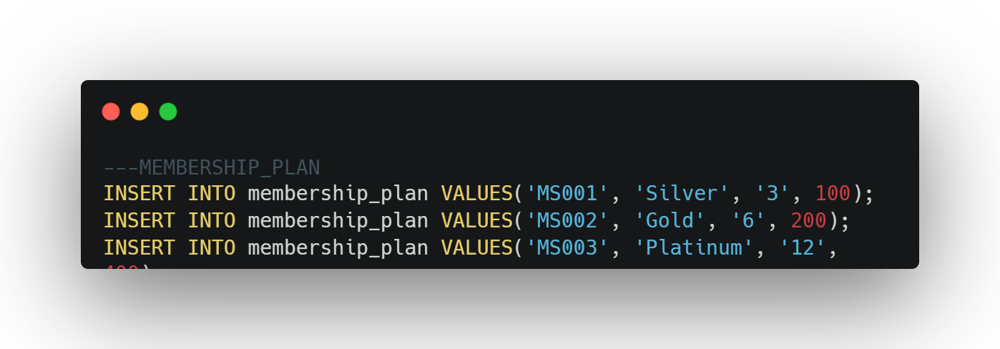 ---MEMBERSHIP_PLAN
INSERT INTO membership_plan VALUES('MS001', 'Silver', '3', 100);
INSERT INTO membership_plan VALUES('MS002', 'Gold', '6', 200);
INSERT INTO membership_plan VALUES('MS003', 'Platinum', '12',